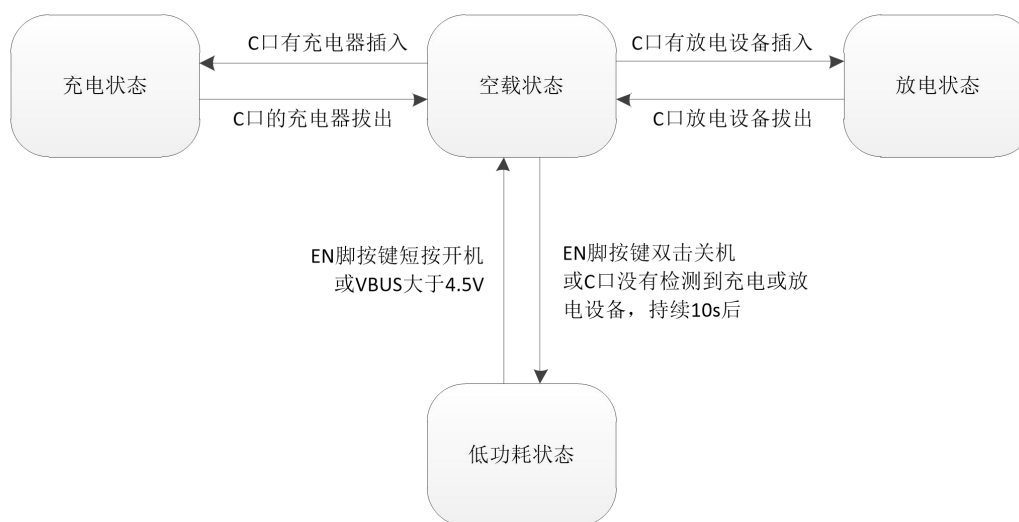 C口有充电器插入
C口有放电设备插入
充电状态
空载状态
放电状态
C口的充电器拔出
C口放电设备拔出
EN脚按键短按开机
或VBUS大于4.5V
EN脚按键双击关机
或C口没有检测到充电或放
电设备，持续10s后
低功耗状态